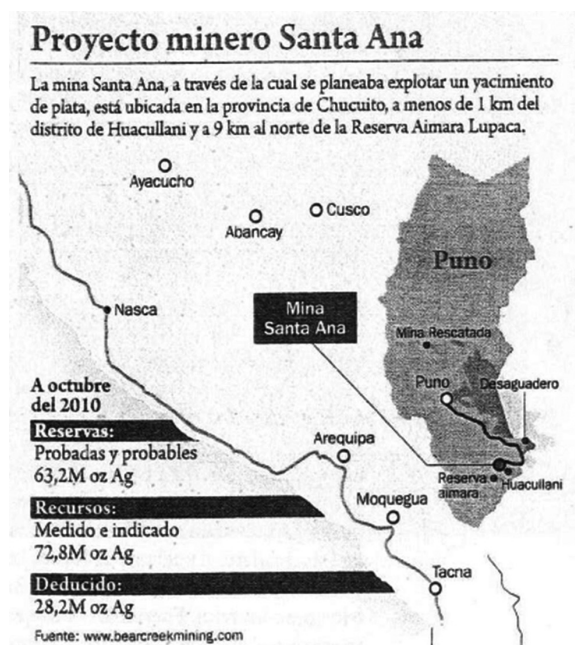 Proyecto minero Santa Ana
La mina Santa Ana, a través de la cual se planeaba explotar un yacimiento
de plata, está ubicada en la provincia de Chucuito, a menos de 1 km del
distrito de Huacullani y a 9 km al norte de la Reserva Aimara Lupaca.
Ayacucho
Abancay
Cusco
Puno
Nasca
Mina
Santa Ana
Mina Rescatada
Puno
Desaguadero
A octubre
del 2010
Reservas:
Probadas y probables
63,2M oz Ag
Arequipa
Reserva
aimara
Huacullani
Recursos:
Medido e indicado
72,8M oz Ag
Moquegua
Deducido:
28,2M oz Ag
Tacna
Fuente: www.bearcreekmining.com